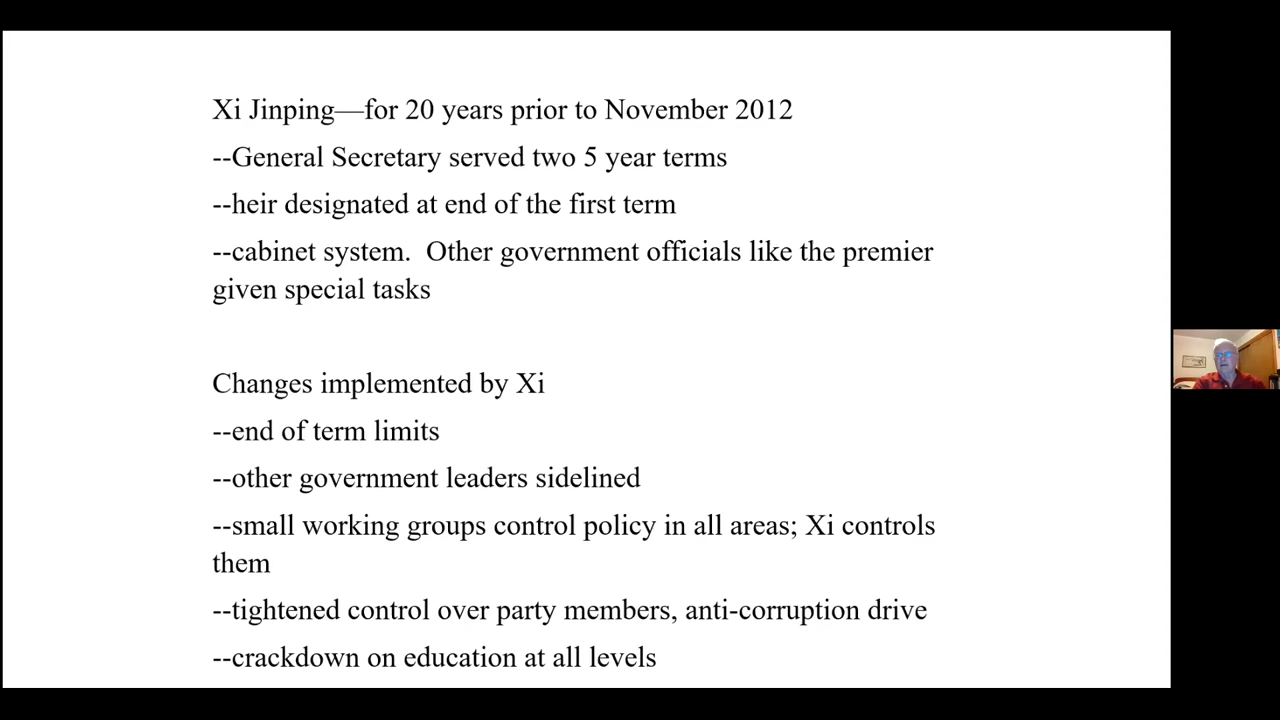 Xi Jinping—for 20 years prior to November 2012
--General Secretary served two 5 year terms
--heir designated at end of the first term
--cabinet system.  Other government officials like the premier
given special tasks
Changes implemented by Xi
--end of term limits
--other government leaders sidelined
--small working groups control policy in all areas; Xi controls
them
--tightened control over party members, anti-corruption drive
--crackdown on education at all levels